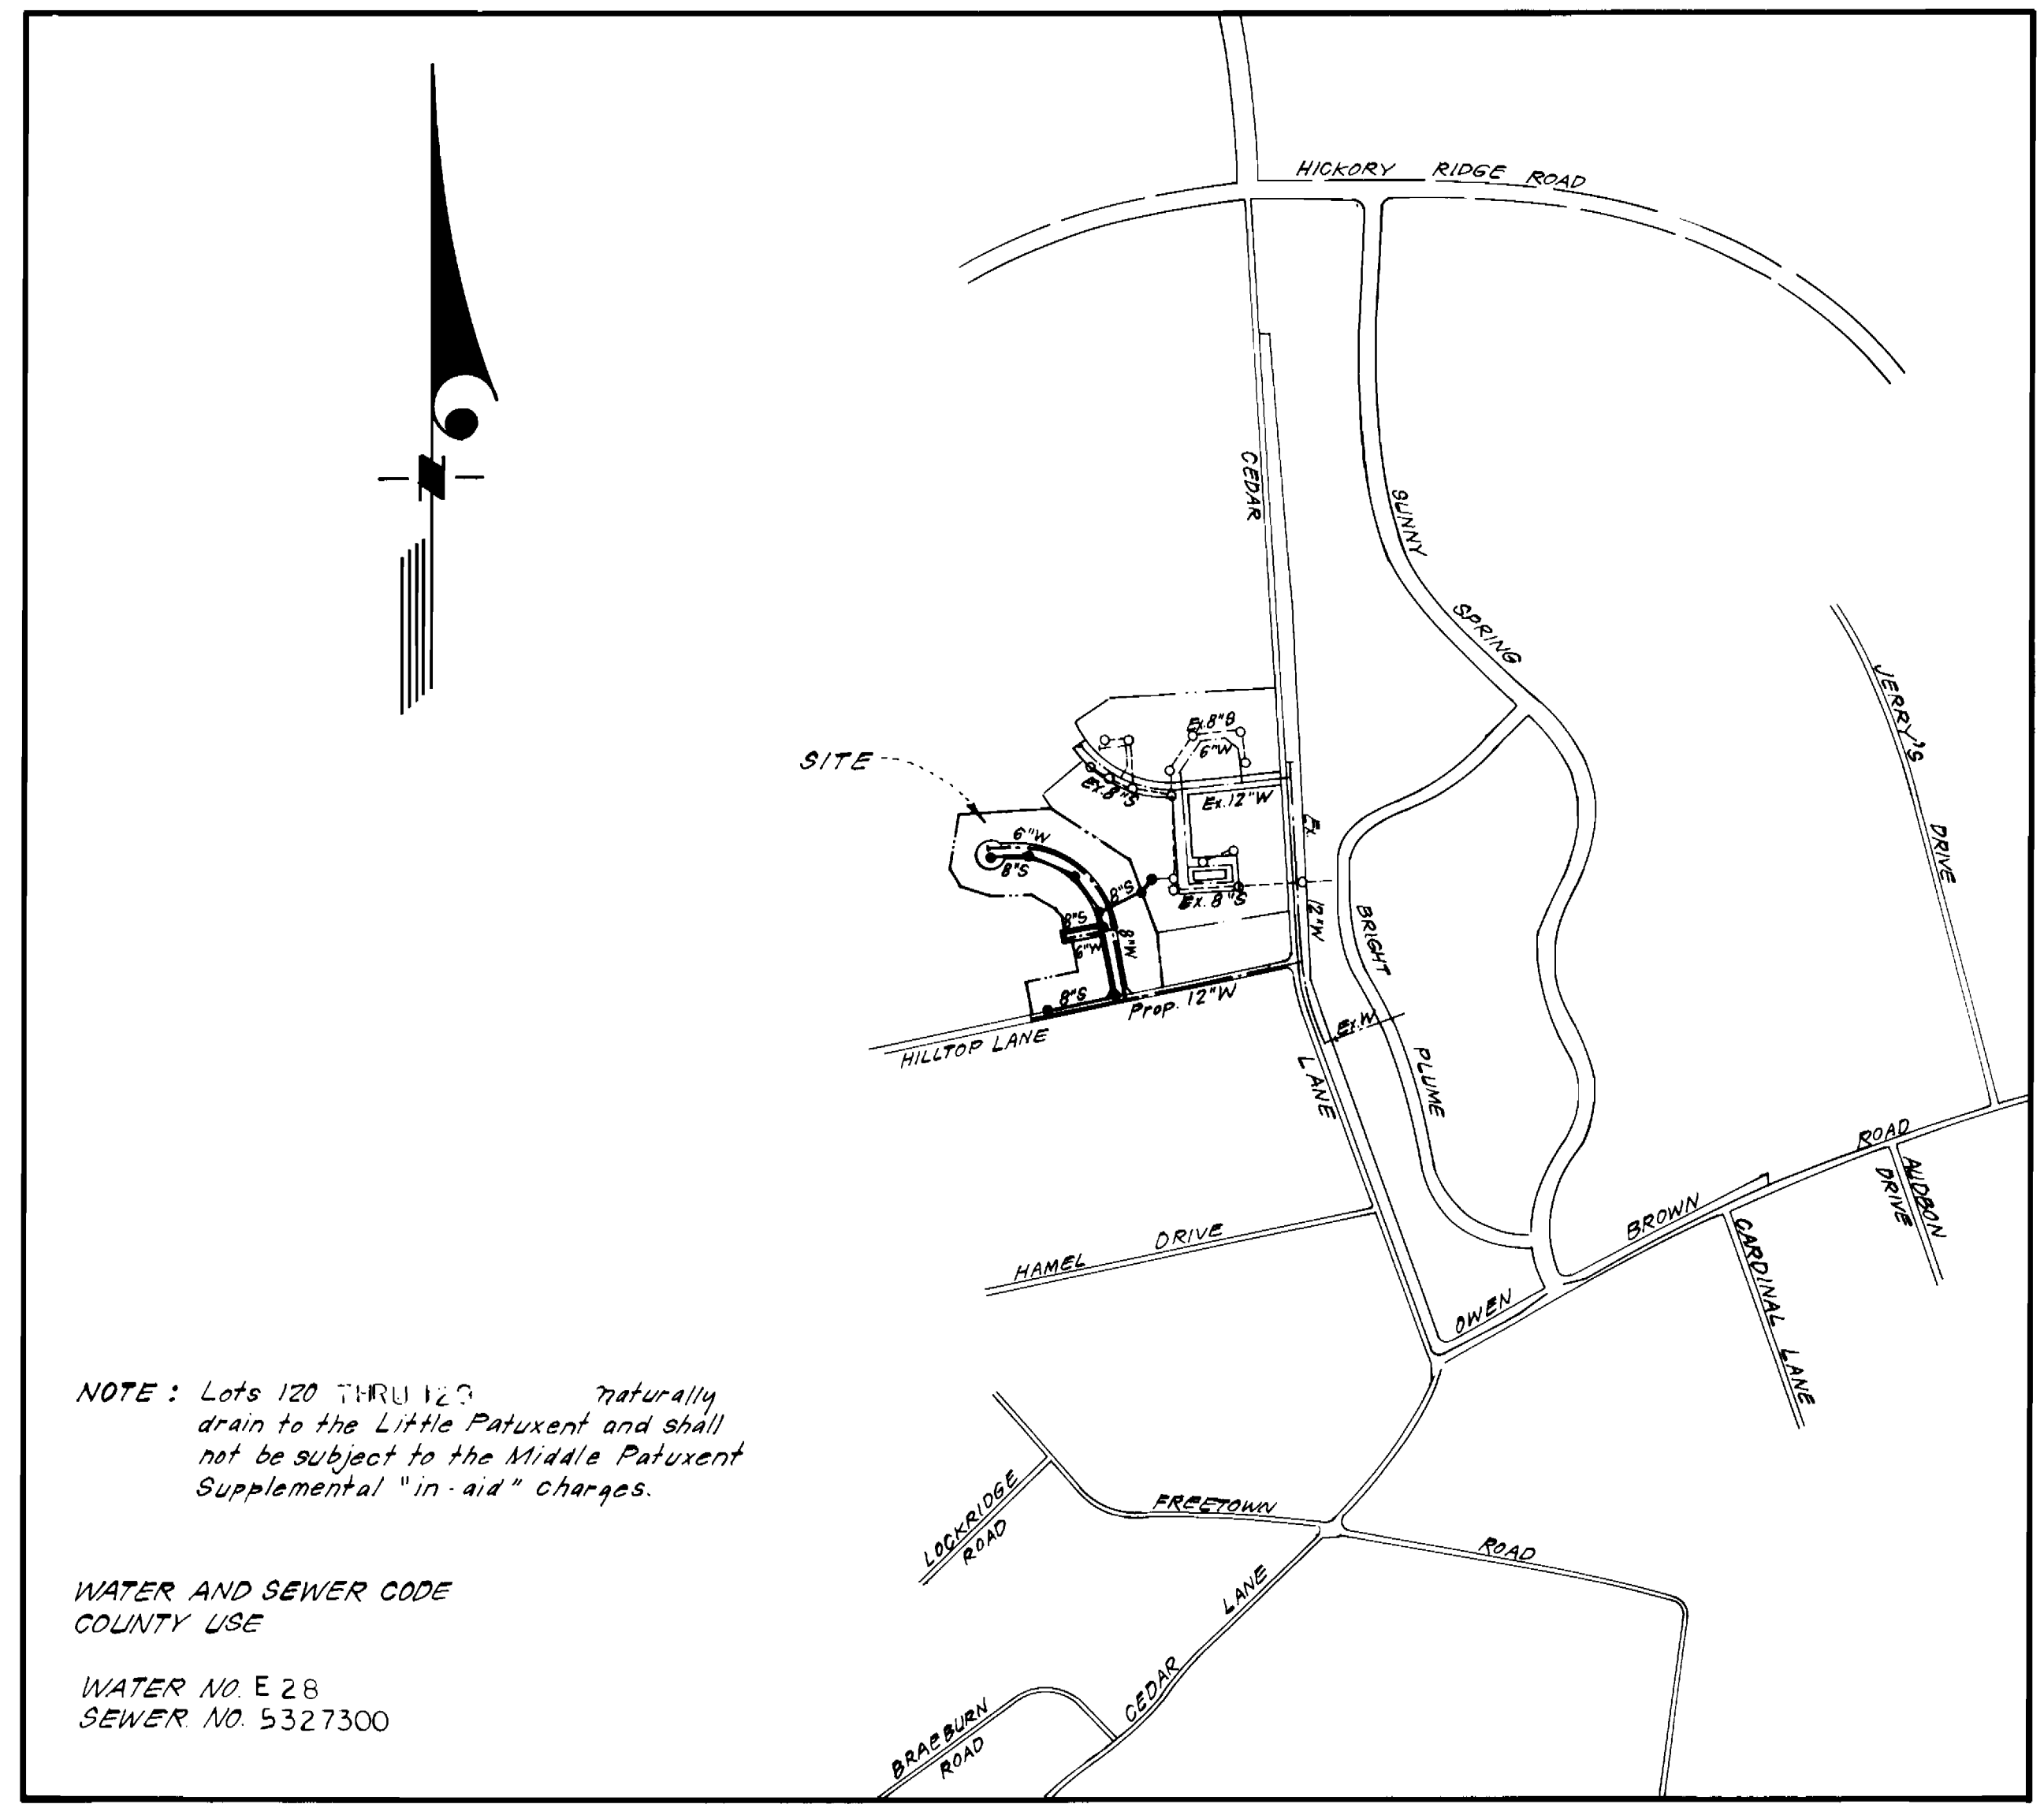 HICKORY RIDGE ROAD
CEDAR
SUNNY
SPRING
JERRY'S
DRIVE
SITE
Ex.8"S
6"W
Ex.8"S
Ex.12"W
Ex.
12"W
6"W
8"S
8"S
Ex. 8"S
8"S
6"W
8"W
8"S
Prop. 12"W
HILLTOP LANE
BRIGHT
Ex.W
PLUME
LANE
ROAD
AUDBON
DRIVE
BROWN
CARDINAL LANE
HAMEL DRIVE
OWEN
NOTE : Lots 120 THRU naturally
drain to the Little Patuxent and shall
not be subject to the Middle Patuxent
Supplemental "in-aid" charges.
LOCKRIDGE
ROAD
FREETOWN
ROAD
LANE
CEDAR
BRAEBURN
ROAD
WATER AND SEWER CODE
COUNTY USE
WATER NO. E 28
SEWER. NO. 5327300
N